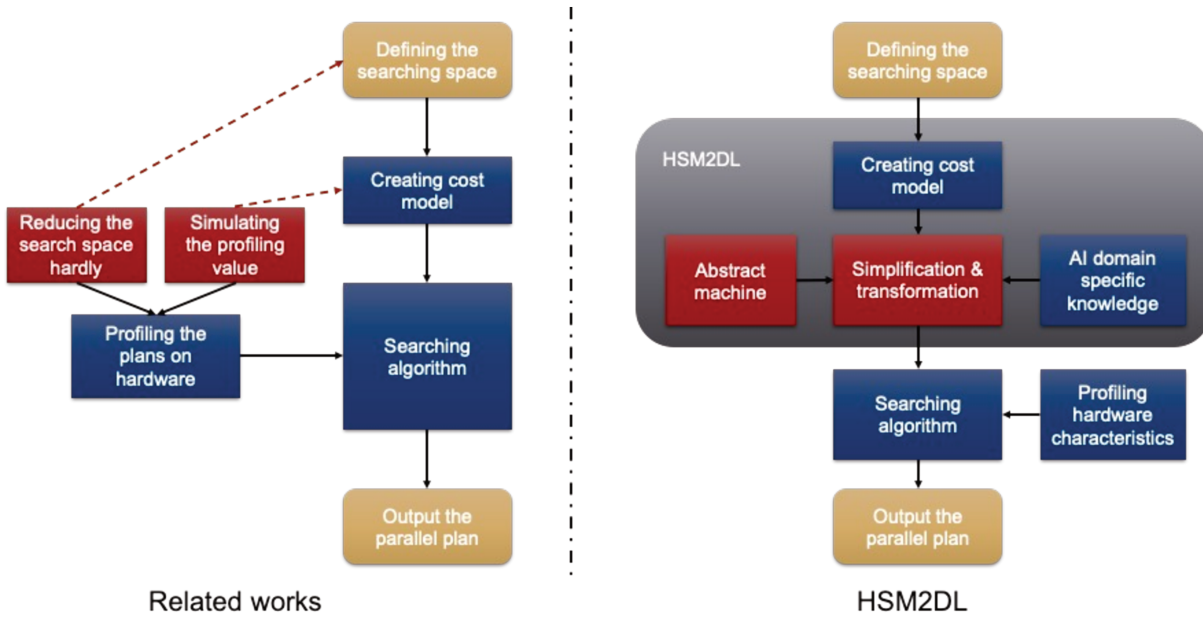 Defining the
searching space
Creating cost
model
Reducing the
search space
hardly
Simulating
the profiling
value
Profiling the
plans on
hardware
Searching
algorithm
Output the
parallel plan
Related works
Defining the
searching space
HSM2DL
Creating cost
model
Abstract
machine
Simplification &
transformation
AI domain
specific
knowledge
Searching
algorithm
Profiling
hardware
characteristics
Output the
parallel plan
HSM2DL